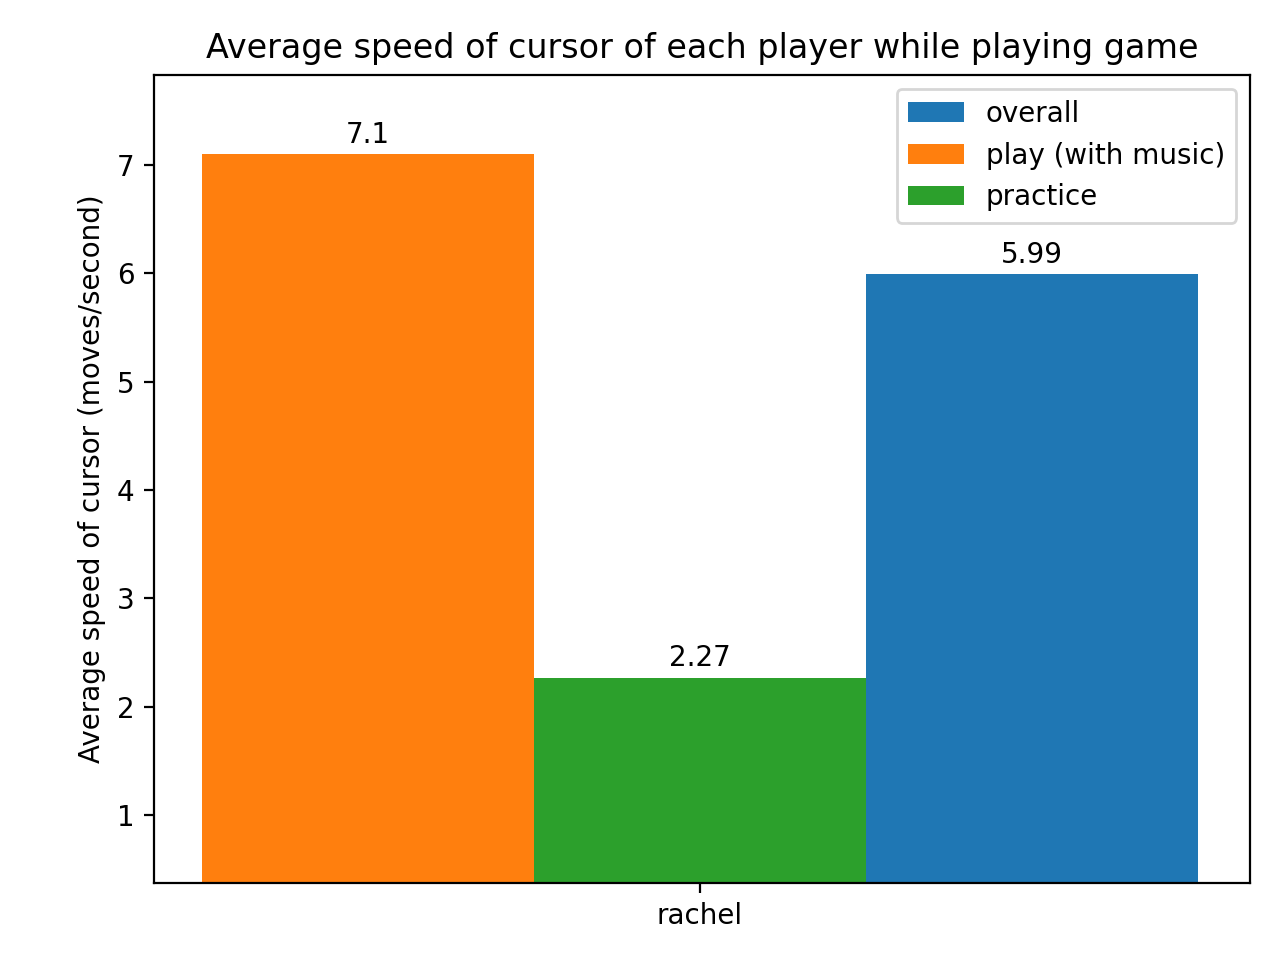 Average speed of cursor of each player while playing game
7.1
overall
play (with music)
practice
5.99
2.27
Average speed of cursor (moves/second)
7
6
5
4
3
2
1
rachel